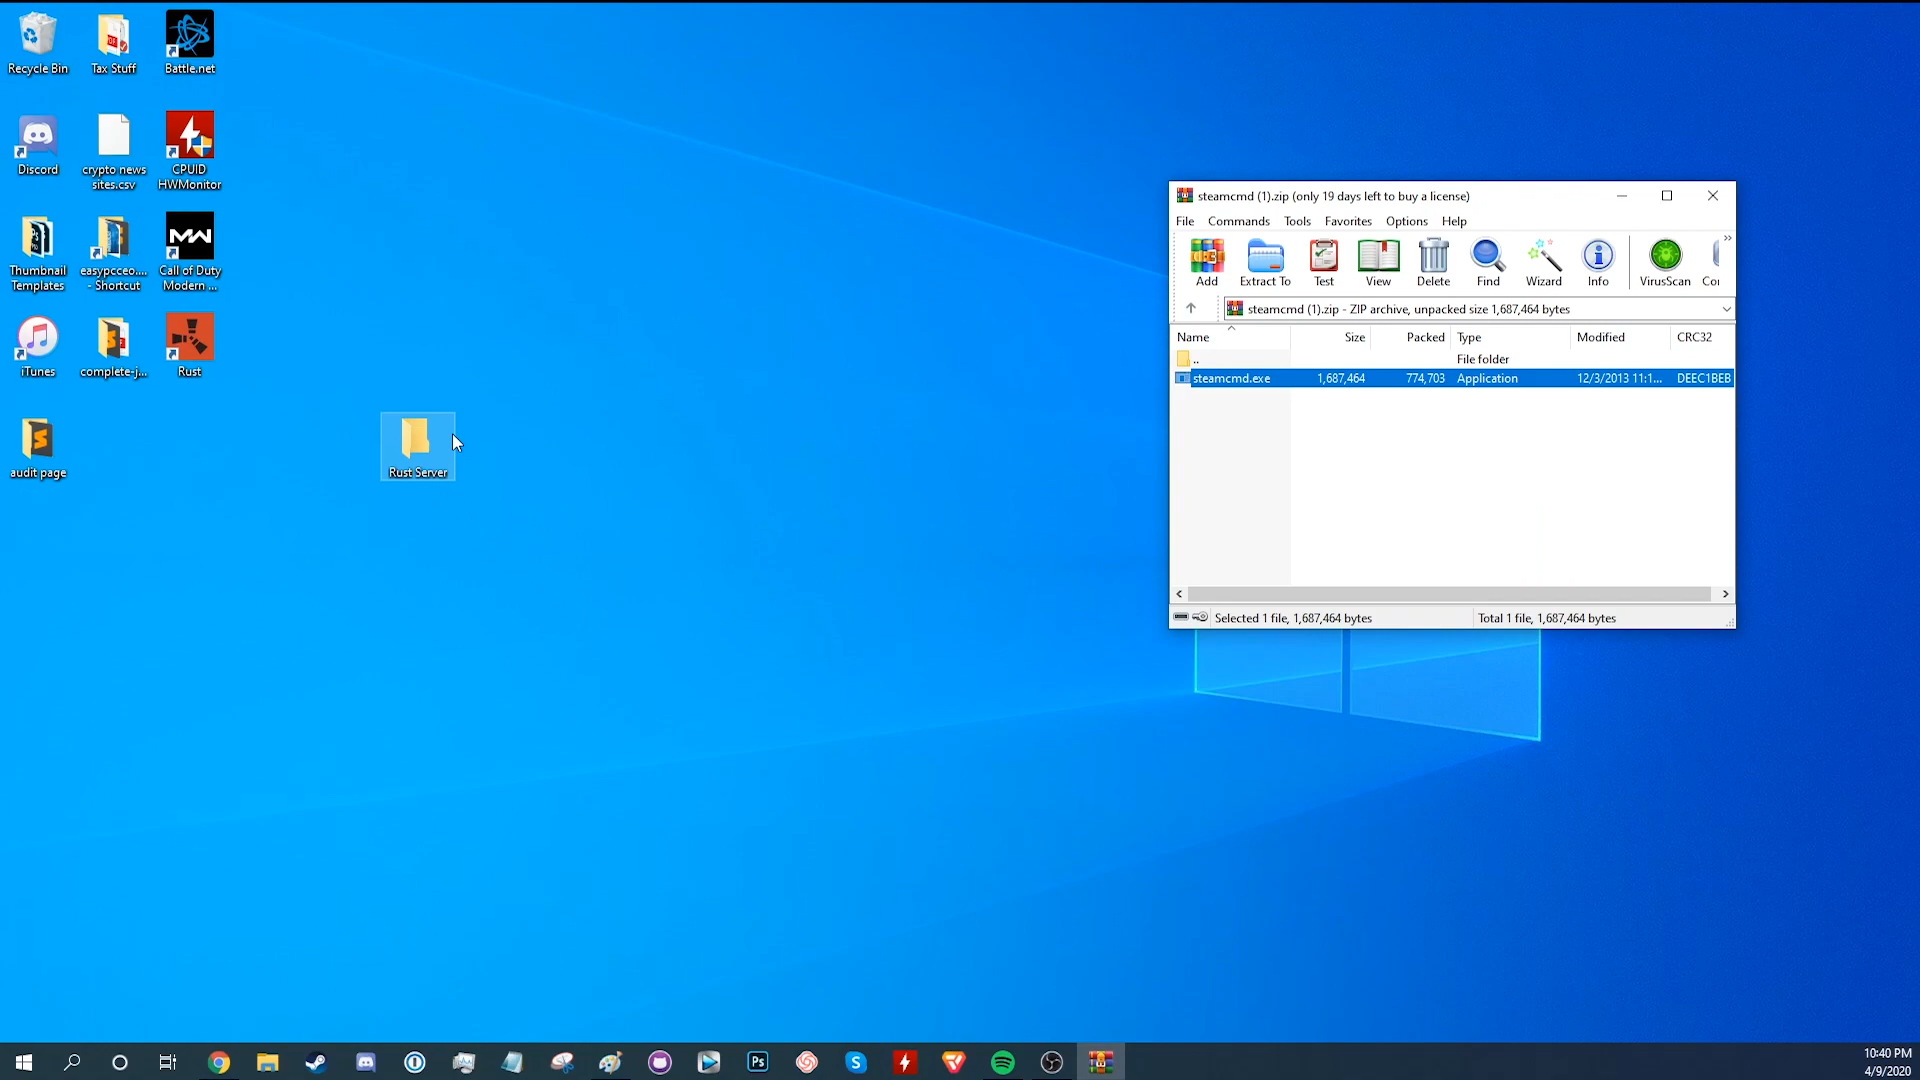 Recycle Bin
Tax Stuff
Battle.net
Discord
crypto news
sites.csv
CPUID
HWMonitor
Thumbnail
Templates
easypcceo....
- Shortcut
Call of Duty
Modern ...
iTunes
complete-j...
Rust
audit page
Rust Server
steamcmd (1).zip (only 19 days left to buy a license)
File Commands Tools Favorites Options Help
Add Extract To Test View Delete Find Wizard Info VirusScan Co
steamcmd (1).zip - ZIP archive, unpacked size 1,687,464 bytes
Name Size Packed Type Modified CRC32
.. File folder
steamcmd.exe 1,687,464 774,703 Application 12/3/2013 11:1... DEEC1BEB
Selected 1 file, 1,687,464 bytes Total 1 file, 1,687,464 bytes
Ps
10:40 PM
4/9/2020